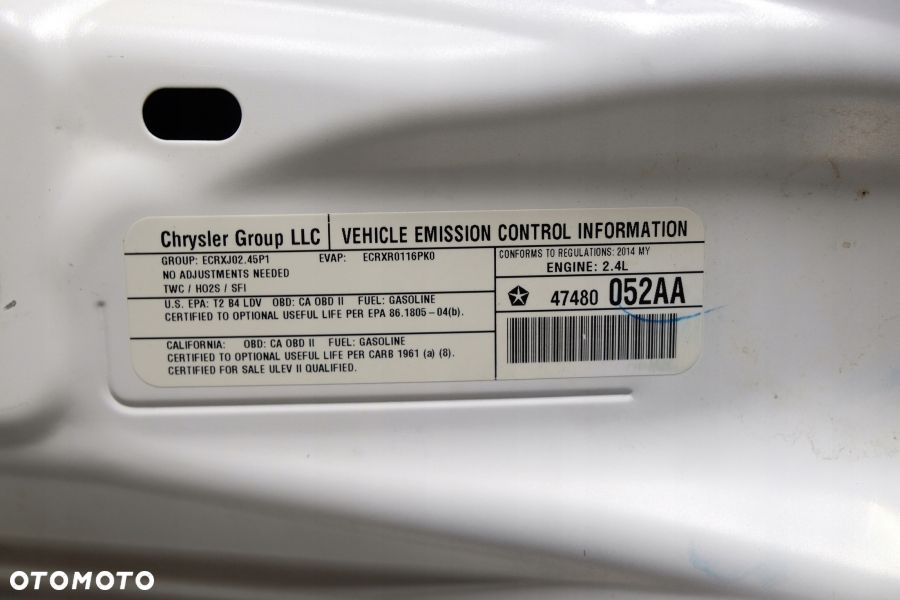 Chrysler Group LLC
VEHICLE EMISSION CONTROL INFORMATION
GROUP: ECRXJ02.45P1 EVAP: ECRXR0116PK0
NO ADJUSTMENTS NEEDED
TWC / HO2S / SFI
CONFORMS TO REGULATIONS: 2014 MY
ENGINE: 2.4L
U.S. EPA: T2 B4 LDV OBD: CA OBD II FUEL: GASOLINE
CERTIFIED TO OPTIONAL USEFUL LIFE PER EPA 86.1805-04(b).
47480 052AA
CALIFORNIA: OBD: CA OBD II FUEL: GASOLINE
CERTIFIED TO OPTIONAL USEFUL LIFE PER CARB 1961 (a) (8).
CERTIFIED FOR SALE ULEV II QUALIFIED.
OTOMOTO